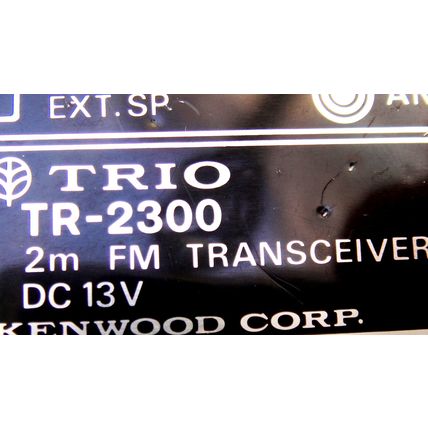 EXT. SP.
TRIO
TR-2300
2m FM TRANSCEIVER
DC 13V
KENWOOD CORP.